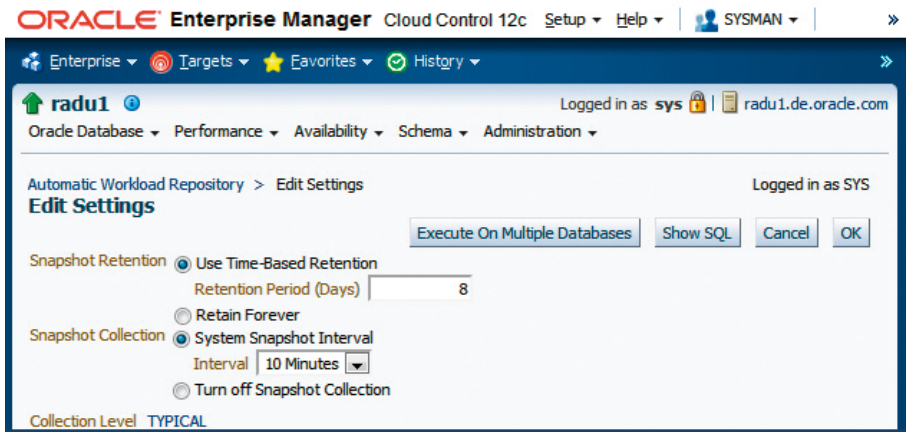 ORACLE Enterprise Manager Cloud Control 12c Setup Help SYSMAN »
Enterprise Targets Favorites History »
radu1 Logged in as sys radu1.de.oracle.com
Oracle Database Performance Availability Schema Administration
Automatic Workload Repository > Edit Settings Logged in as SYS
Edit Settings
Execute On Multiple Databases Show SQL Cancel OK
Snapshot Retention Use Time-Based Retention
Retention Period (Days) 8
Retain Forever
Snapshot Collection System Snapshot Interval
Interval 10 Minutes
Turn off Snapshot Collection
Collection Level TYPICAL